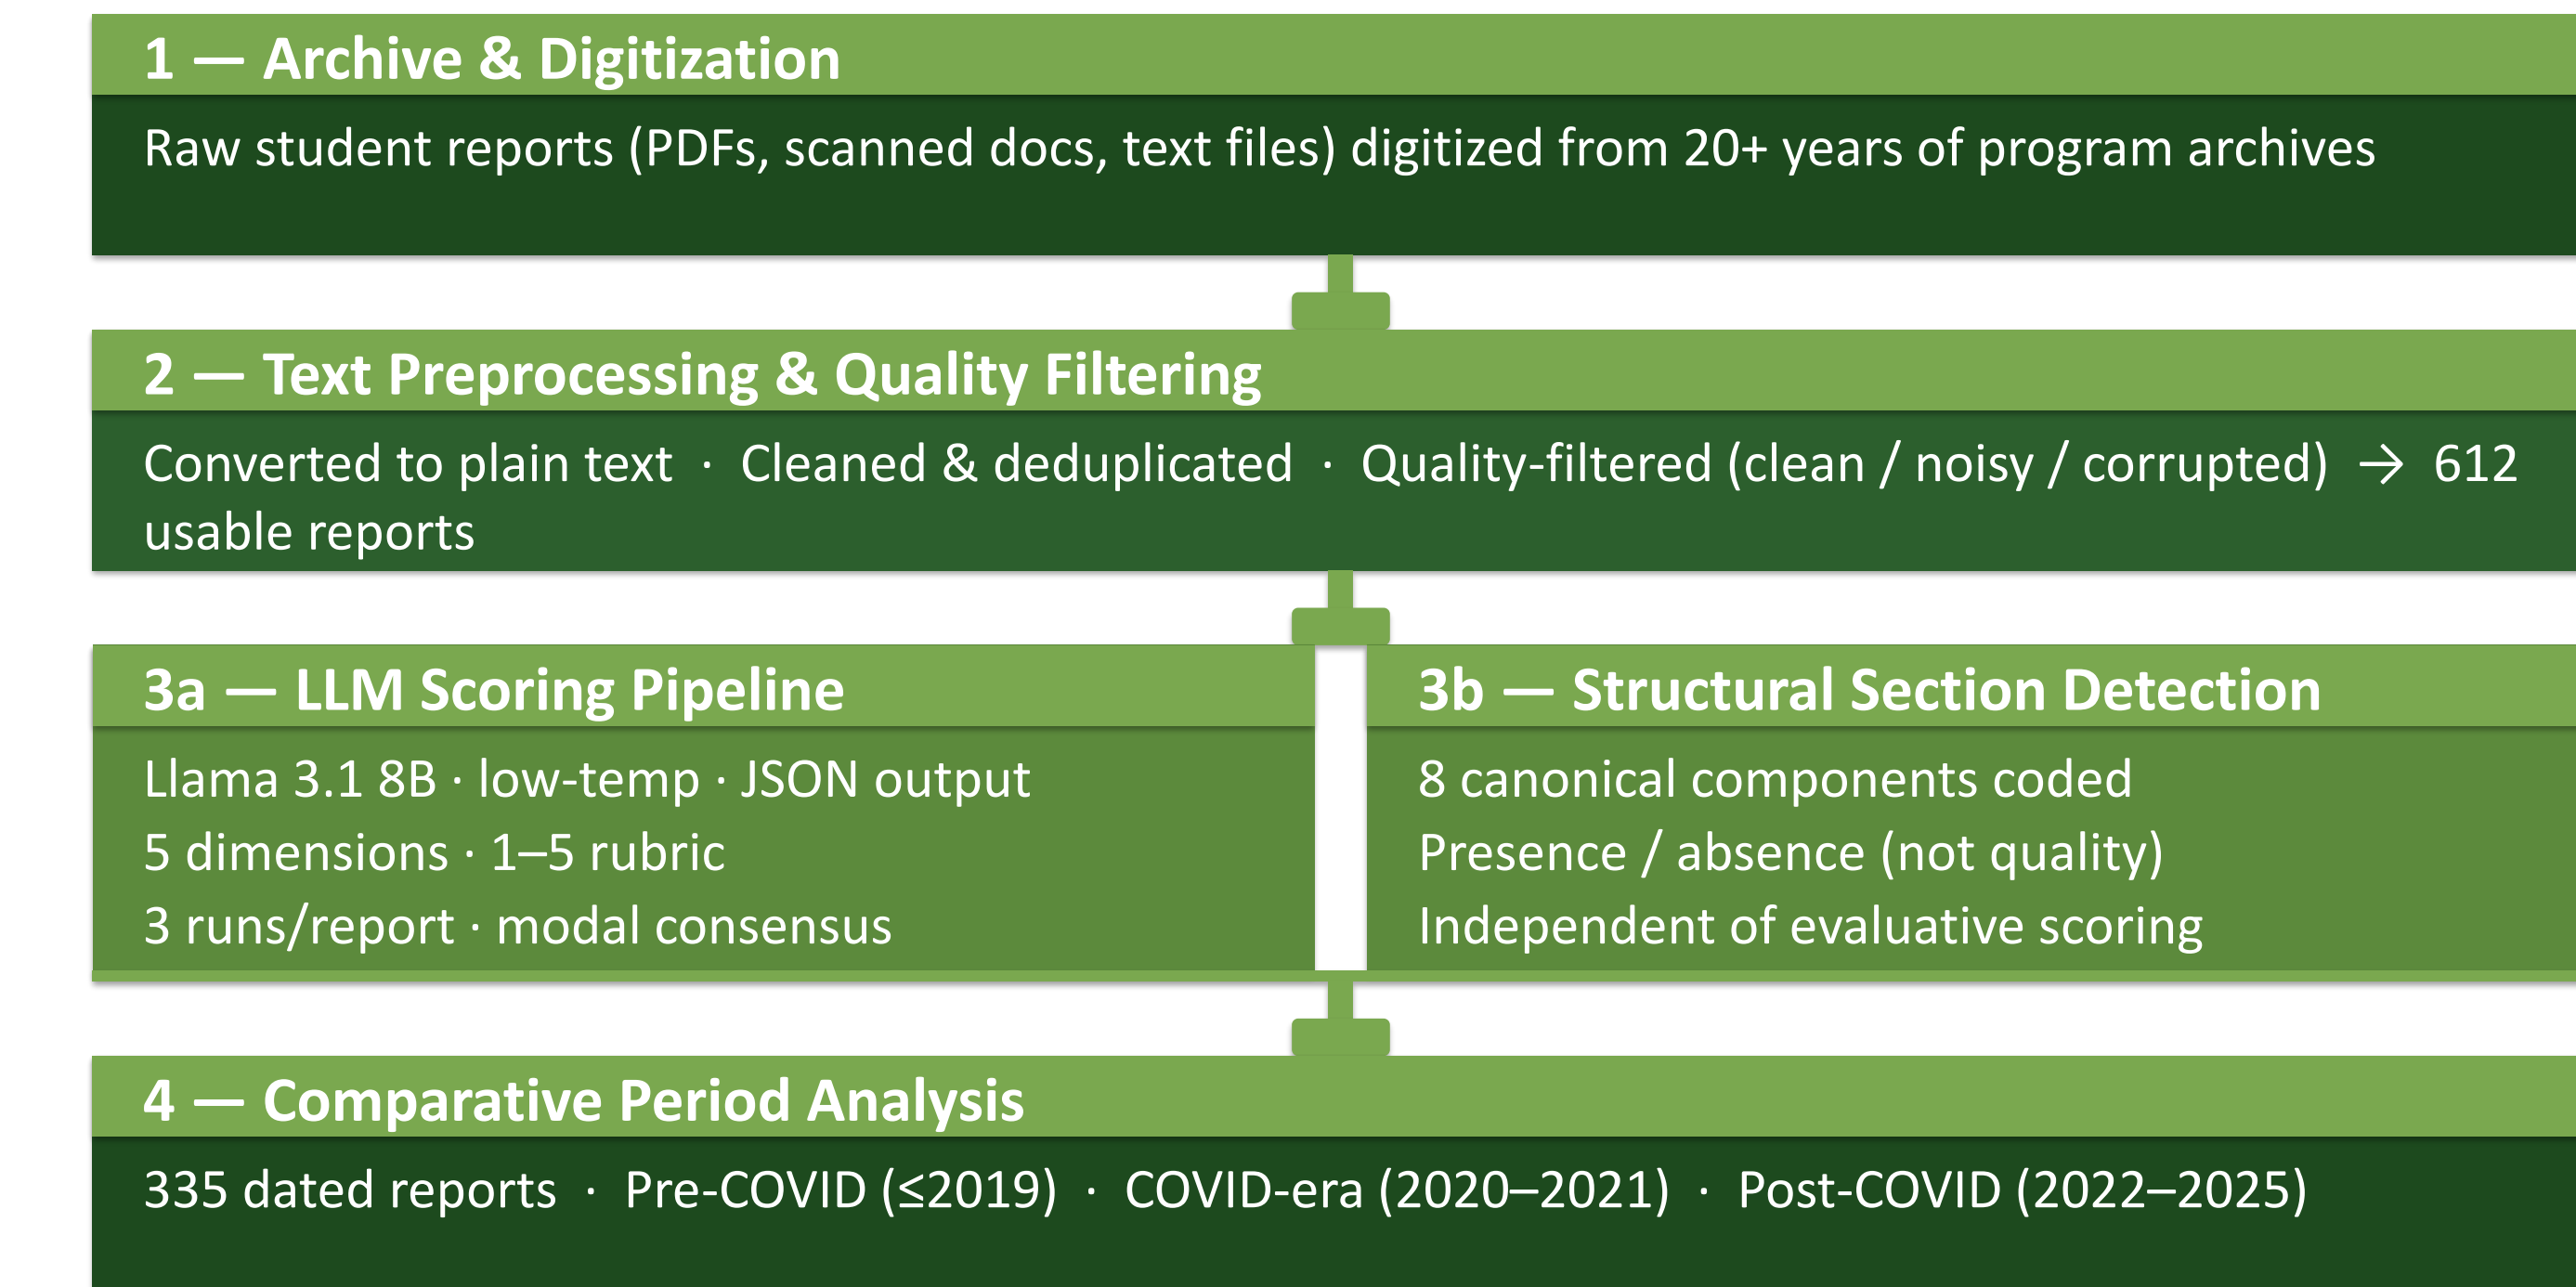 1 — Archive & Digitization
Raw student reports (PDFs, scanned docs, text files) digitized from 20+ years of program archives
2 — Text Preprocessing & Quality Filtering
Converted to plain text · Cleaned & deduplicated · Quality-filtered (clean / noisy / corrupted) → 612
usable reports
3a — LLM Scoring Pipeline
Llama 3.1 8B · low-temp · JSON output
5 dimensions · 1–5 rubric
3 runs/report · modal consensus
3b — Structural Section Detection
8 canonical components coded
Presence / absence (not quality)
Independent of evaluative scoring
4 — Comparative Period Analysis
335 dated reports · Pre-COVID (≤2019) · COVID-era (2020–2021) · Post-COVID (2022–2025)